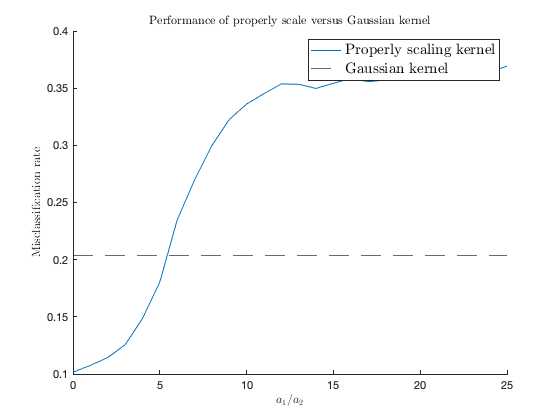 Performance of properly scale versus Gaussian kernel
0.4
Properly scaling kernel
Gaussian kernel
0.35
0.3
0.25
Misclassification rate
0.2
0.15
0.1
0 5 10 15 20 25
a₁/a₂